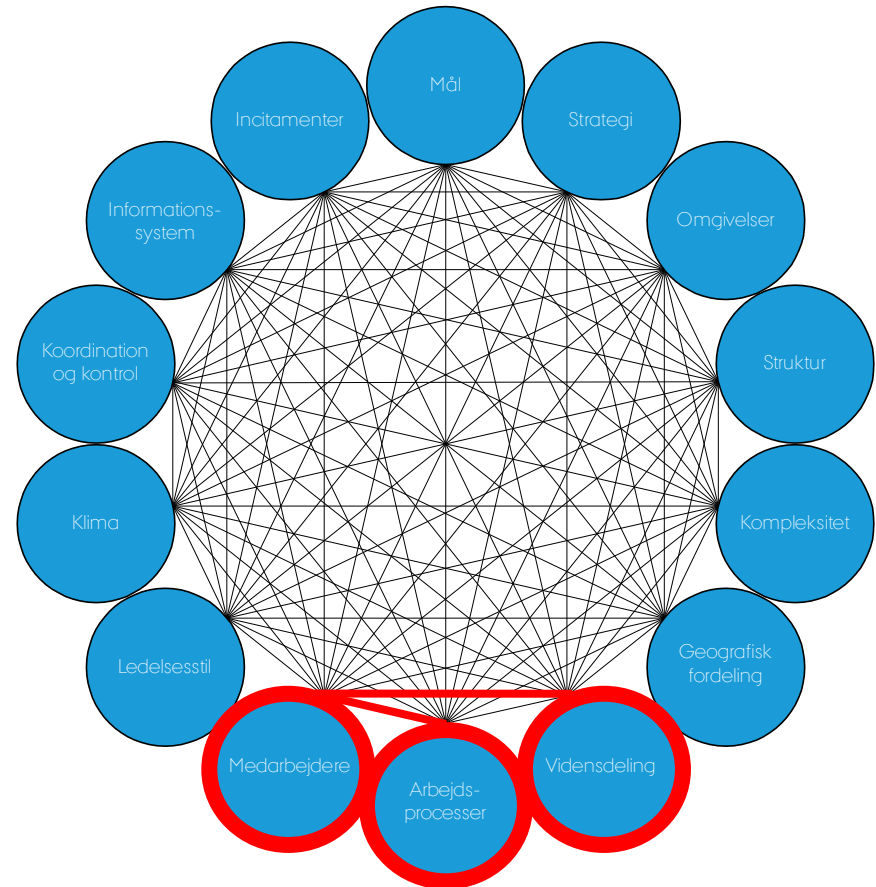 Mål
Strategi
Omgivelser
Struktur
Kompleksitet
Geografisk
fordeling
Vidensdeling
Arbejds-
processer
Medarbejdere
Ledelsesstil
Klima
Koordination
og kontrol
Informations-
system
Incitamenter